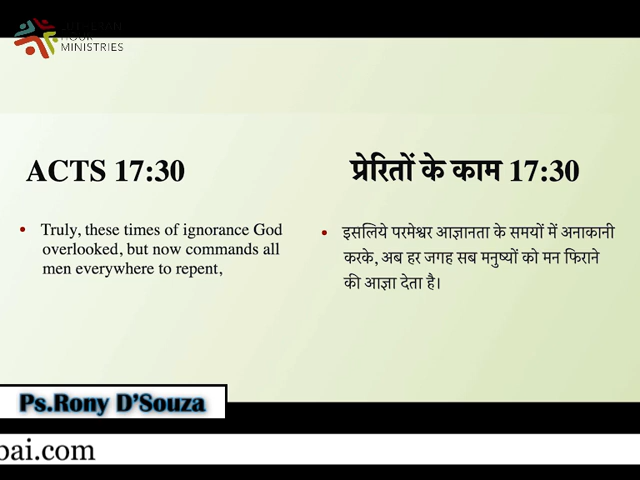 LUTHERAN
HOUR
MINISTRIES
ACTS 17:30
• Truly, these times of ignorance God
overlooked, but now commands all
men everywhere to repent,
प्रेरितों के काम 17:30
• इसलिये परमेश्वर आज्ञानता के समयों में अनाकानी
करके, अब हर जगह सब मनुष्यों को मन फिराने
की आज्ञा देता है।
Ps.Rony D'Souza
bai.com